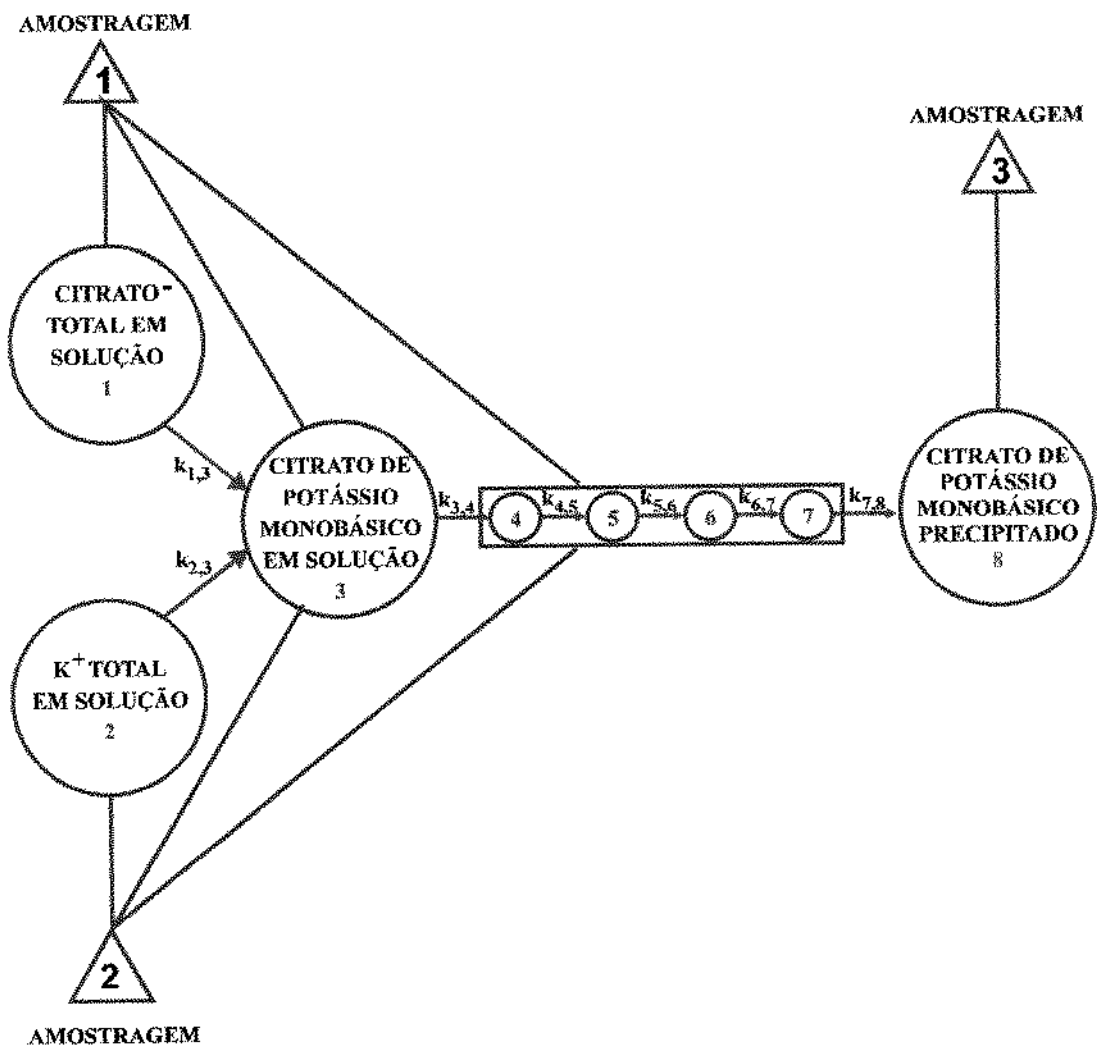 AMOSTRAGEM
1
AMOSTRAGEM
3
CITRATO-
TOTAL EM
SOLUÇÃO
1
k1,3
CITRATO DE
POTÁSSIO
MONOBÁSICO
EM SOLUÇÃO
3
k3,4
4
k4,5
5
k5,6
6
k6,7
7
k7,8
CITRATO DE
POTÁSSIO
MONOBÁSICO
PRECIPITADO
8
k2,3
K+ TOTAL
EM SOLUÇÃO
2
2
AMOSTRAGEM